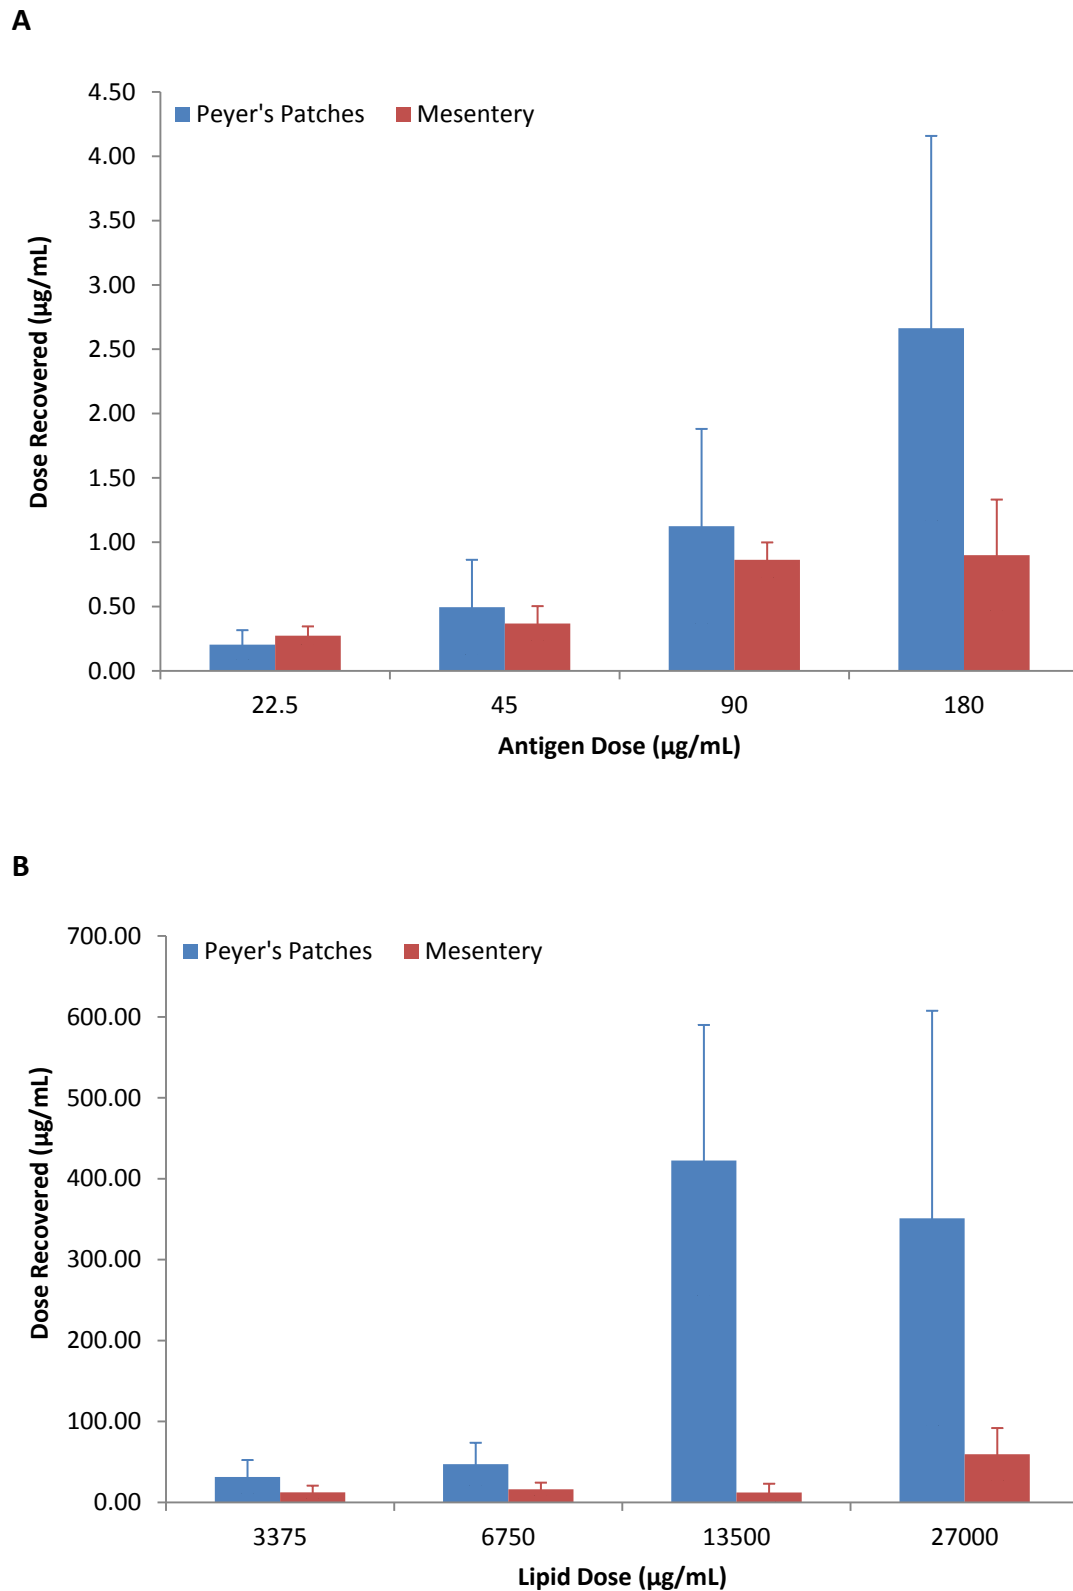 A
4.50
Peyer's Patches Mesentery
4.00
3.50
3.00
2.50
2.00
1.50
1.00
0.50
0.00
Dose Recovered (µg/mL)
22.5 45 90 180
Antigen Dose (µg/mL)
B
700.00
Peyer's Patches Mesentery
600.00
500.00
400.00
300.00
200.00
100.00
0.00
Dose Recovered (µg/mL)
3375 6750 13500 27000
Lipid Dose (µg/mL)